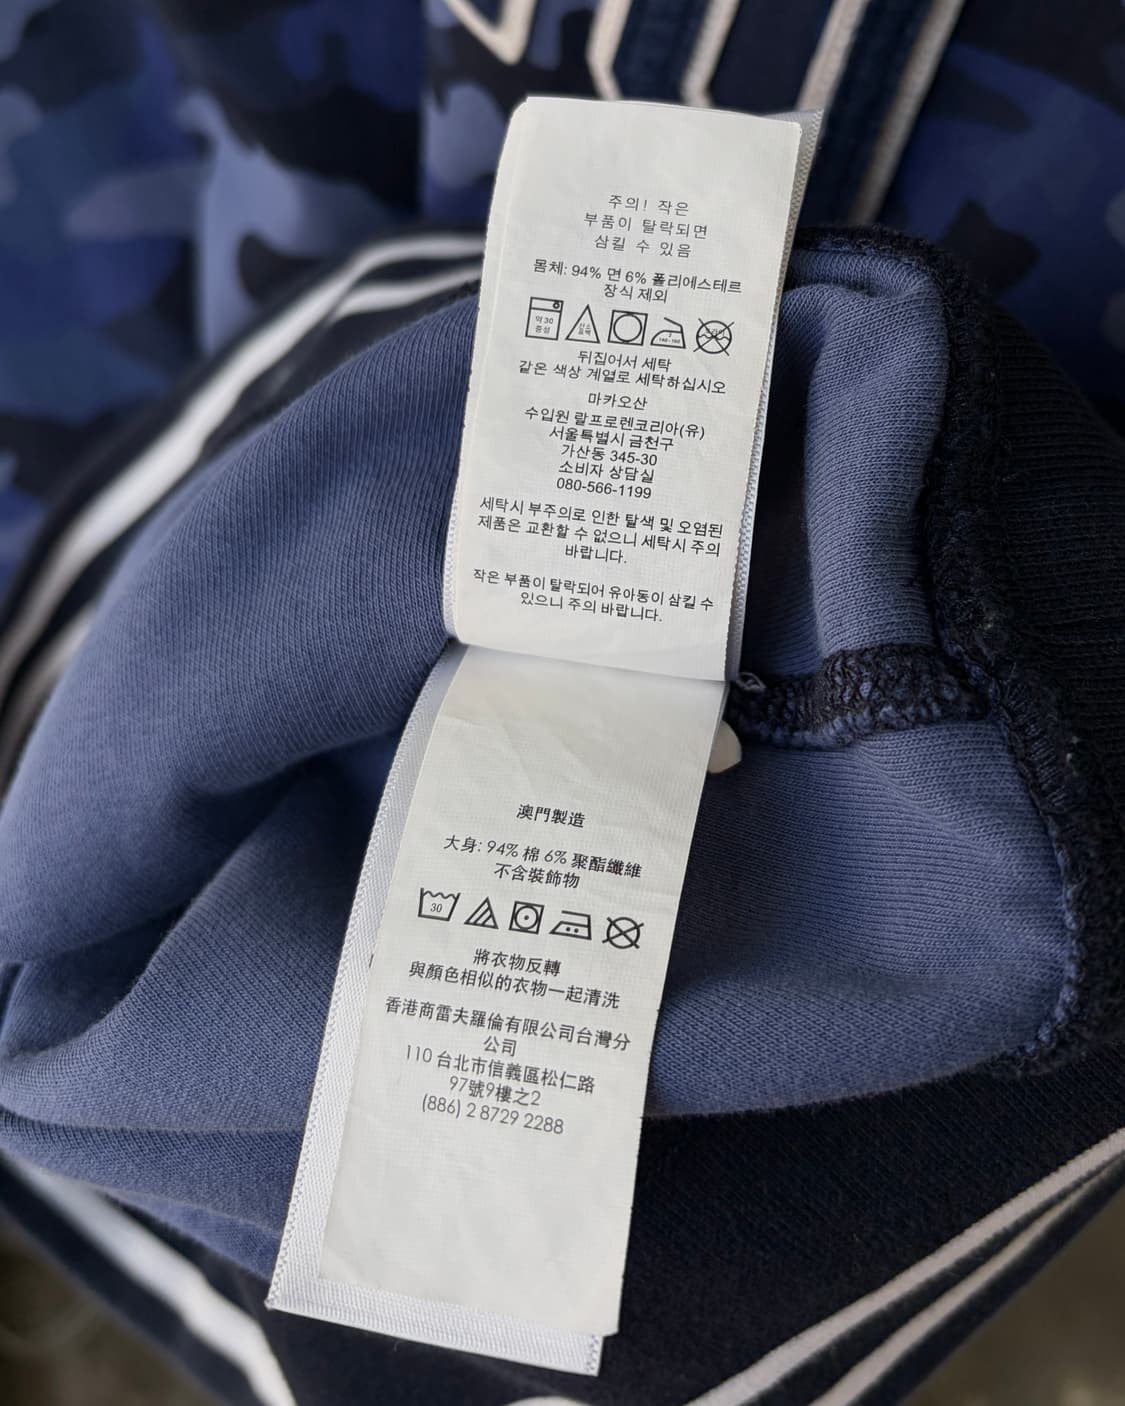 주의! 작은
부품이 탈락되면
삼킬 수 있음
몸체: 94% 면 6% 폴리에스테르
장식 제외
약 30
중성
산소
표백
140~160
뒤집어서 세탁
같은 색상 계열로 세탁하십시오
마카오산
수입원 랄프로렌코리아(유)
서울특별시 금천구
가산동 345-30
소비자 상담실
080-566-1199
세탁시 부주의로 인한 탈색 및 오염된
제품은 교환할 수 없으니 세탁시 주의
바랍니다.
작은 부품이 탈락되어 유아동이 삼킬 수
있으니 주의 바랍니다.
澳門製造
大身: 94% 棉 6% 聚酯纖維
不含裝飾物
30
將衣物反轉
與顏色相似的衣物一起清洗
香港商雷夫羅倫有限公司台灣分
公司
110 台北市信義區松仁路
97號9樓之2
(886) 2 8729 2288